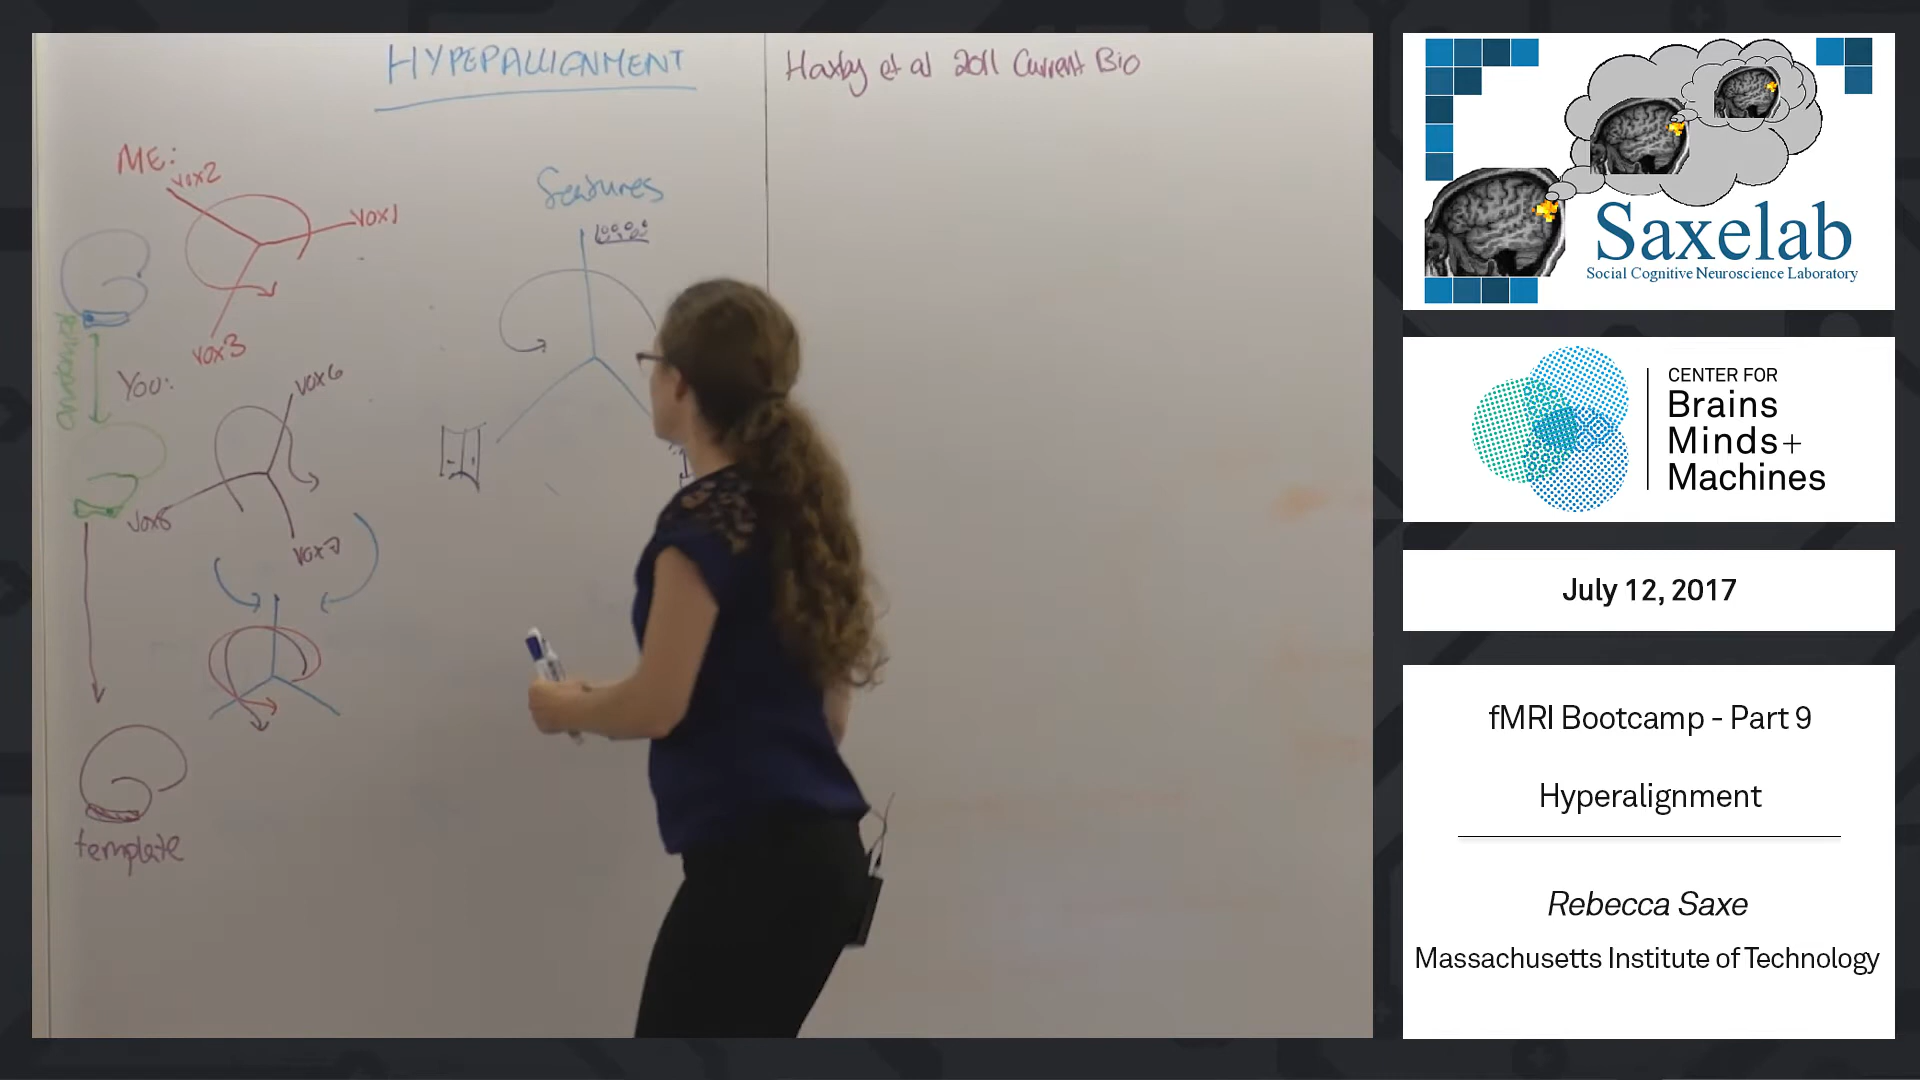 HYPERALLIGNMENT
Haxby et al 2011 Current Bio
ME:
vox2
vox1
vox3
features
anatomical
You:
vox6
vox7
template
Saxelab
Social Cognitive Neuroscience Laboratory
CENTER FOR
Brains
Minds+
Machines
July 12, 2017
fMRI Bootcamp - Part 9
Hyperalignment
Rebecca Saxe
Massachusetts Institute of Technology